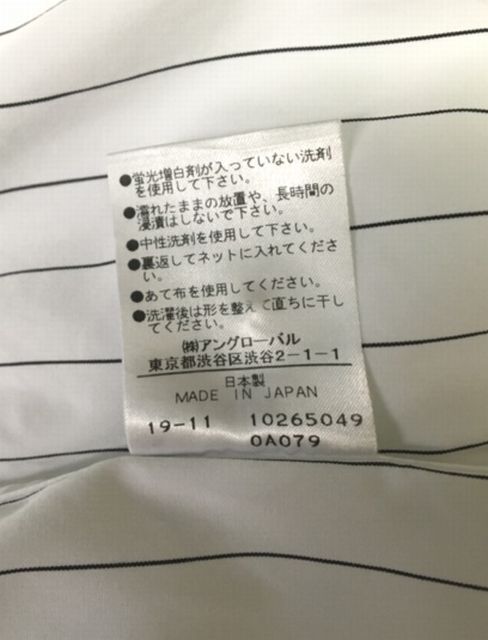 ●蛍光増白剤が入っていない洗剤
を使用して下さい。
●濡れたままの放置や、長時間の
浸漬はしないで下さい。
●中性洗剤を使用して下さい。
●裏返してネットに入れてくださ
い。
●あて布を使用してください。
●洗濯後は形を整えて直ちに干し
てください。
㈱アングローバル
東京都渋谷区渋谷2-1-1
日本製
MADE IN JAPAN
19-11 10265049
0A079